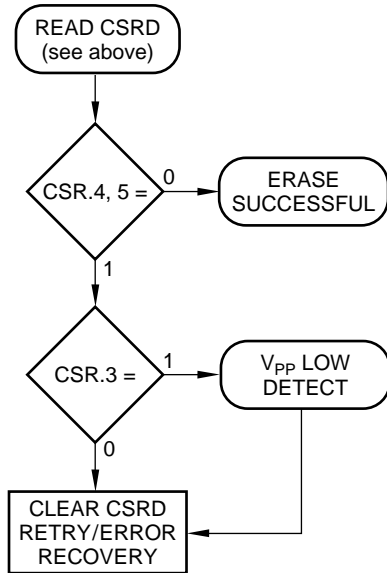 READ CSRD
(see above)
CSR.4, 5 =
0
ERASE
SUCCESSFUL
1
CSR.3 =
1
VPP LOW
DETECT
0
CLEAR CSRD
RETRY/ERROR
RECOVERY